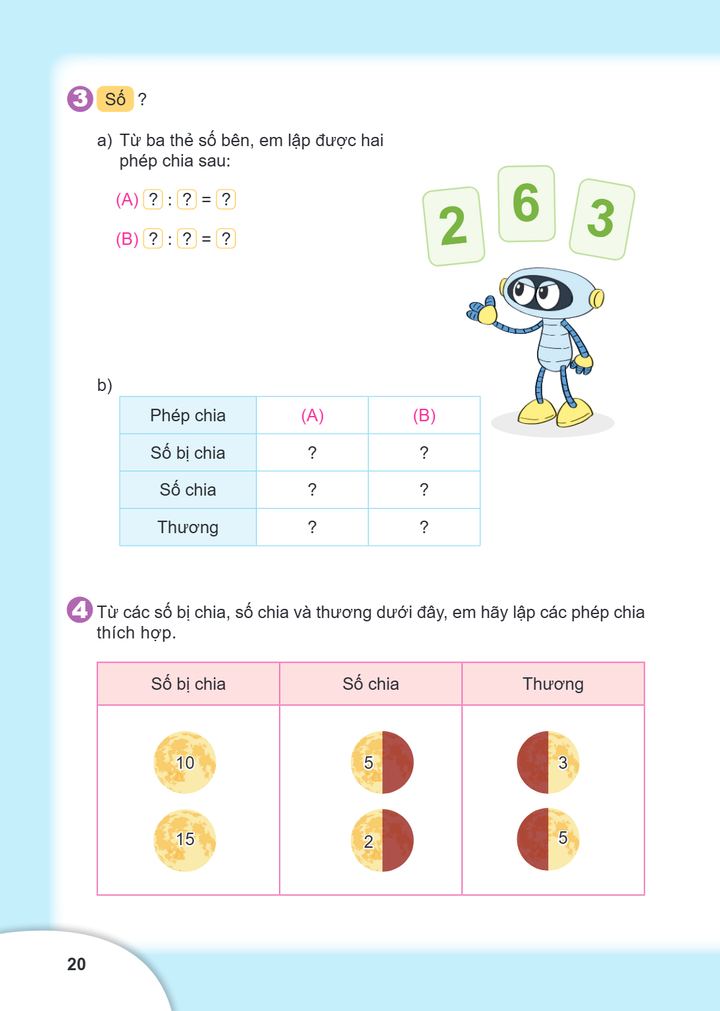 3 Số ?
a) Từ ba thẻ số bên, em lập được hai
phép chia sau:
(A) ? : ? = ?
(B) ? : ? = ?
2 6 3
b)
Phép chia (A) (B)
Số bị chia ? ?
Số chia ? ?
Thương ? ?
4 Từ các số bị chia, số chia và thương dưới đây, em hãy lập các phép chia
thích hợp.
Số bị chia Số chia Thương
10 5 3
15 2 5
20